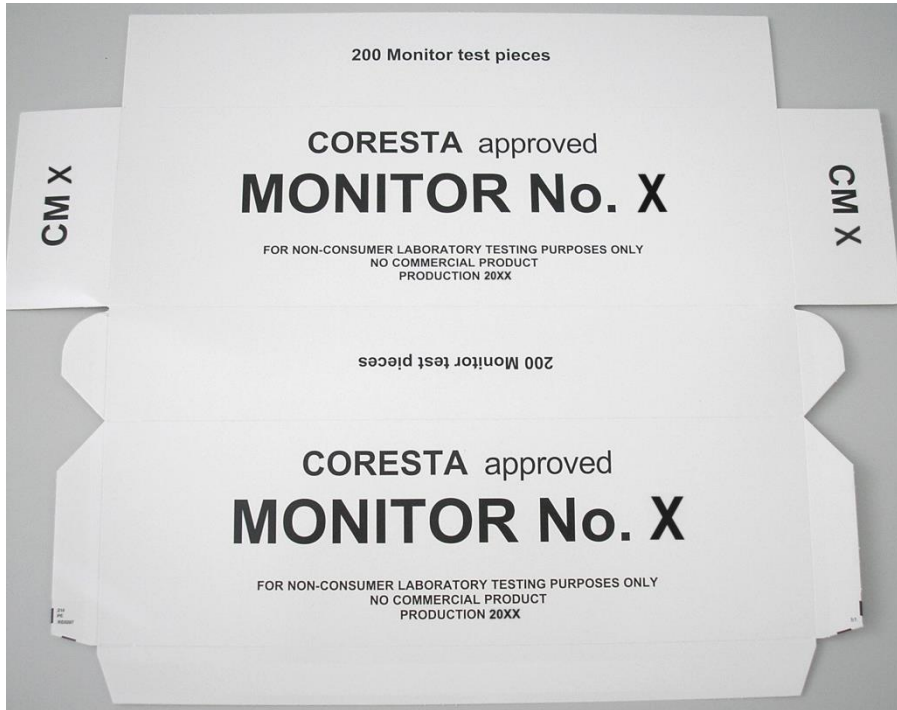 200 Monitor test pieces
CORESTA approved
MONITOR No. X
CM X
CM X
FOR NON-CONSUMER LABORATORY TESTING PURPOSES ONLY
NO COMMERCIAL PRODUCT
PRODUCTION 20XX
200 Monitor test pieces
CORESTA approved
MONITOR No. X
FOR NON-CONSUMER LABORATORY TESTING PURPOSES ONLY
NO COMMERCIAL PRODUCT
PRODUCTION 20XX